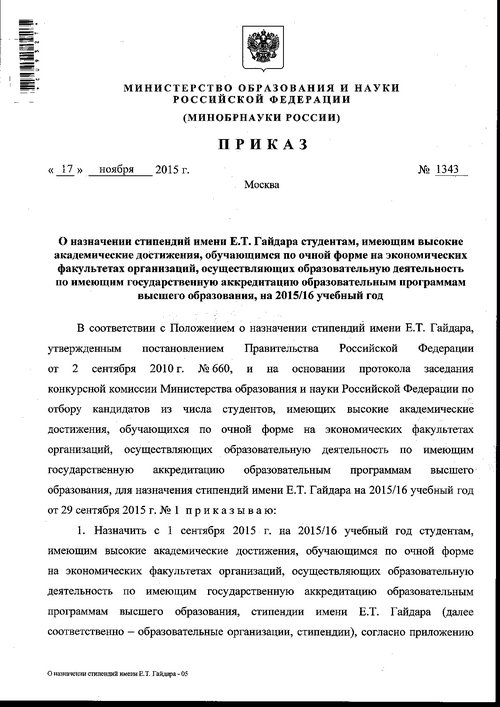 МИНИСТЕРСТВО ОБРАЗОВАНИЯ И НАУКИ
РОССИЙСКОЙ ФЕДЕРАЦИИ
(МИНОБРНАУКИ РОССИИ)
ПРИКАЗ
« 17 » ноября 2015 г. № 1343
Москва
О назначении стипендий имени Е.Т. Гайдара студентам, имеющим высокие
академические достижения, обучающимся по очной форме на экономических
факультетах организаций, осуществляющих образовательную деятельность
по имеющим государственную аккредитацию образовательным программам
высшего образования, на 2015/16 учебный год
В соответствии с Положением о назначении стипендий имени Е.Т. Гайдара,
утвержденным постановлением Правительства Российской Федерации
от 2 сентября 2010 г. № 660, и на основании протокола заседания
конкурсной комиссии Министерства образования и науки Российской Федерации по
отбору кандидатов из числа студентов, имеющих высокие академические
достижения, обучающихся по очной форме на экономических факультетах
организаций, осуществляющих образовательную деятельность по имеющим
государственную аккредитацию образовательным программам высшего
образования, для назначения стипендий имени Е.Т. Гайдара на 2015/16 учебный год
от 29 сентября 2015 г. № 1 приказываю:
1. Назначить с 1 сентября 2015 г. на 2015/16 учебный год студентам,
имеющим высокие академические достижения, обучающимся по очной форме
на экономических факультетах организаций, осуществляющих образовательную
деятельность по имеющим государственную аккредитацию образовательным
программам высшего образования, стипендии имени Е.Т. Гайдара (далее
соответственно – образовательные организации, стипендии), согласно приложению
О назначении стипендий имени Е.Т. Гайдара - 05